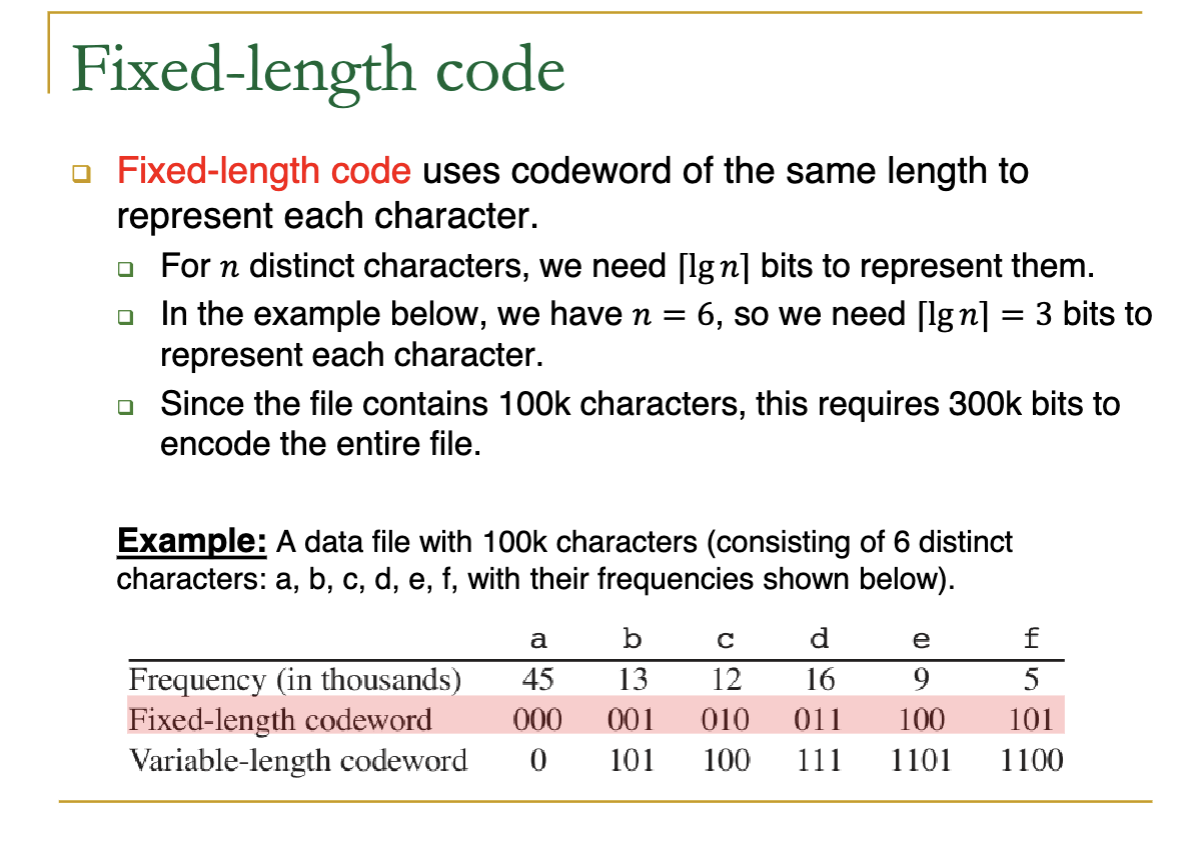 Fixed-length code
Fixed-length code uses codeword of the same length to
represent each character.
For n distinct characters, we need ⌈lg n⌉ bits to represent them.
In the example below, we have n = 6, so we need ⌈lg n⌉ = 3 bits to
represent each character.
Since the file contains 100k characters, this requires 300k bits to
encode the entire file.
Example: A data file with 100k characters (consisting of 6 distinct
characters: a, b, c, d, e, f, with their frequencies shown below).
a b c d e f
Frequency (in thousands) 45 13 12 16 9 5
Fixed-length codeword 000 001 010 011 100 101
Variable-length codeword 0 101 100 111 1101 1100